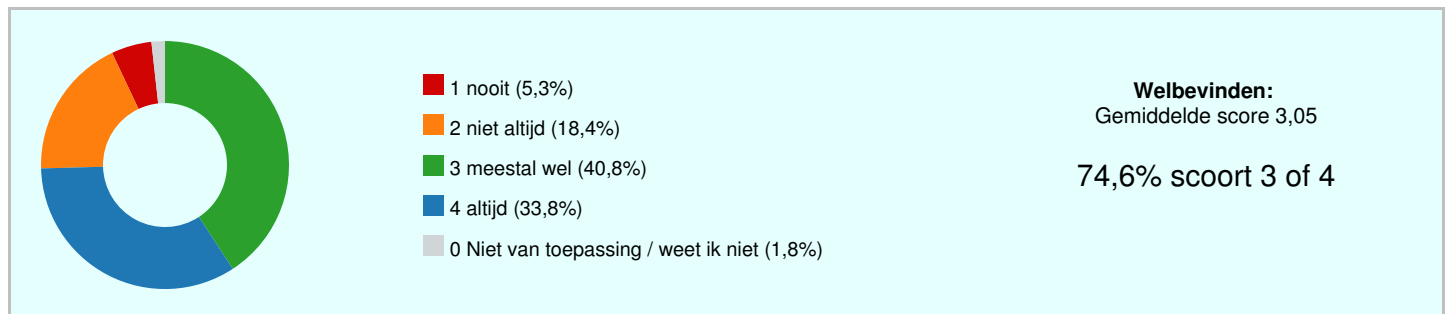 1 nooit (5,3%)
2 niet altijd (18,4%)
3 meestal wel (40,8%)
4 altijd (33,8%)
0 Niet van toepassing / weet ik niet (1,8%)
Welbevinden:
Gemiddelde score 3,05
74,6% scoort 3 of 4